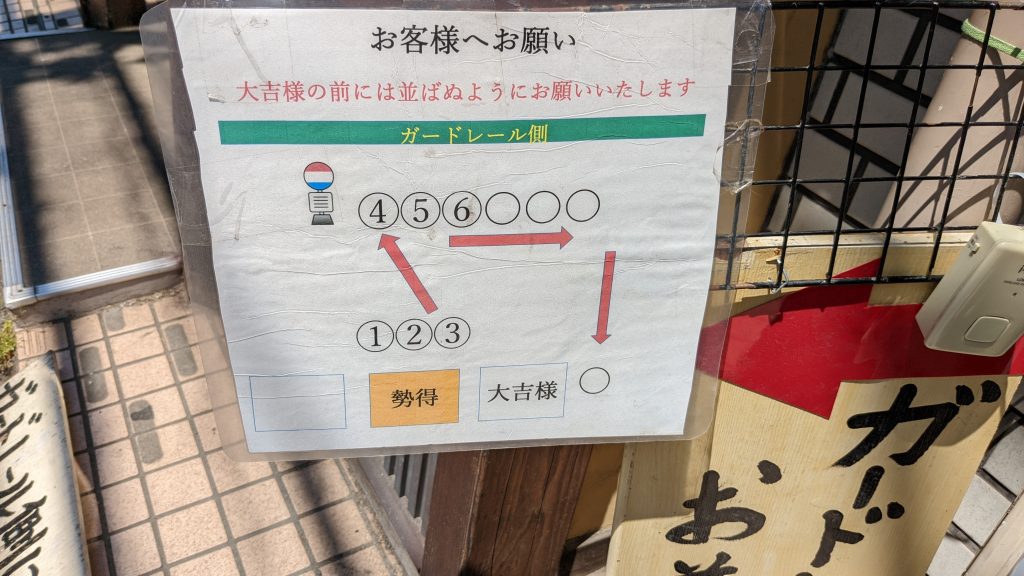 お客様へお願い
大吉様の前には並ばぬようにお願いいたします
ガードレール側
④⑤⑥○○○
①②③
勢得
大吉様
○
ガード
お